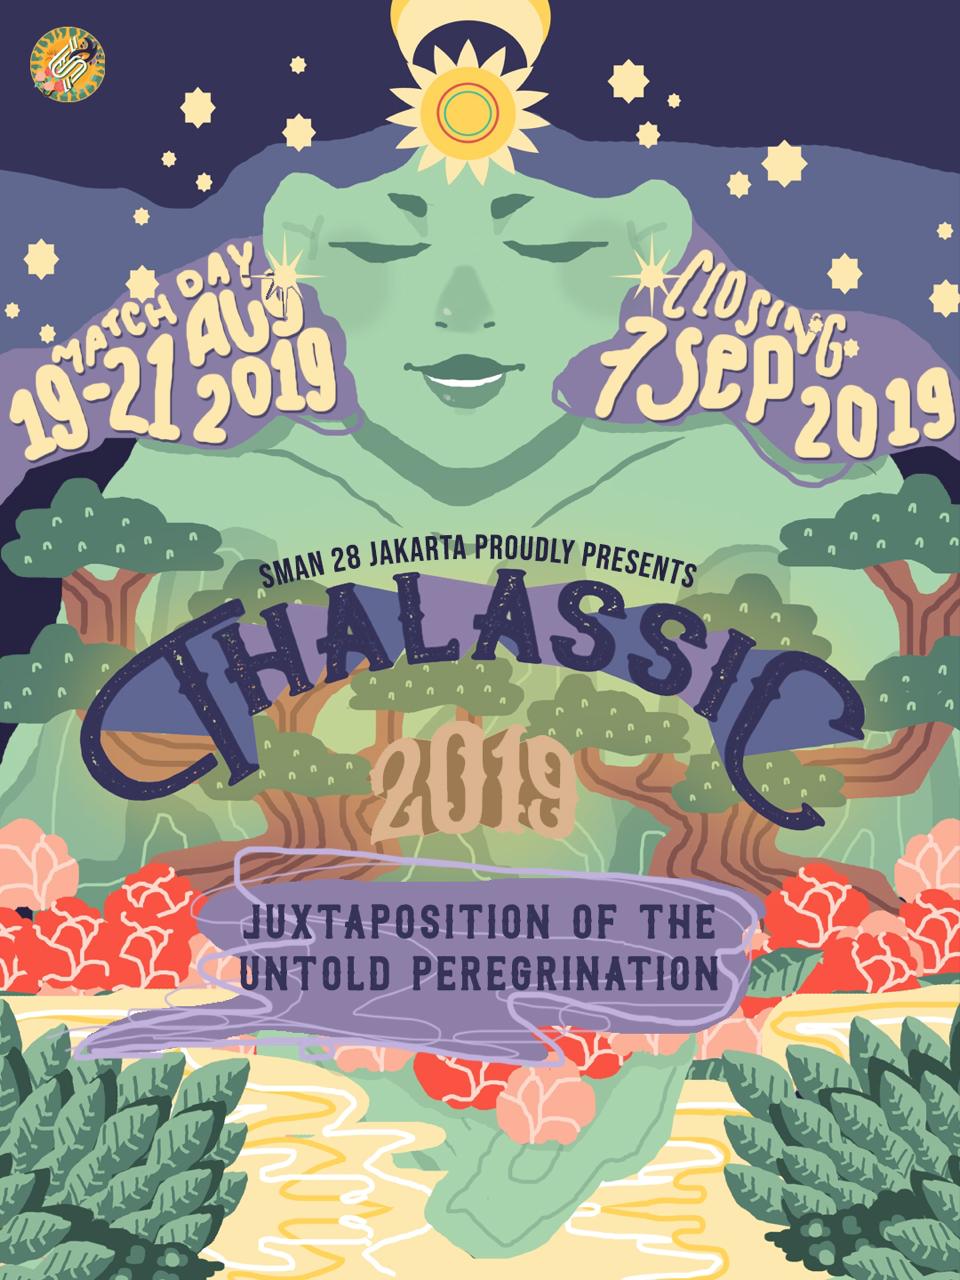 MATCH DAY
19-21 AUG 2019
CLOSING
7 Sep 2019
SMAN 28 JAKARTA PROUDLY PRESENTS
THALASSIC
2019
JUXTAPOSITION OF THE
UNTOLD PEREGRINATION